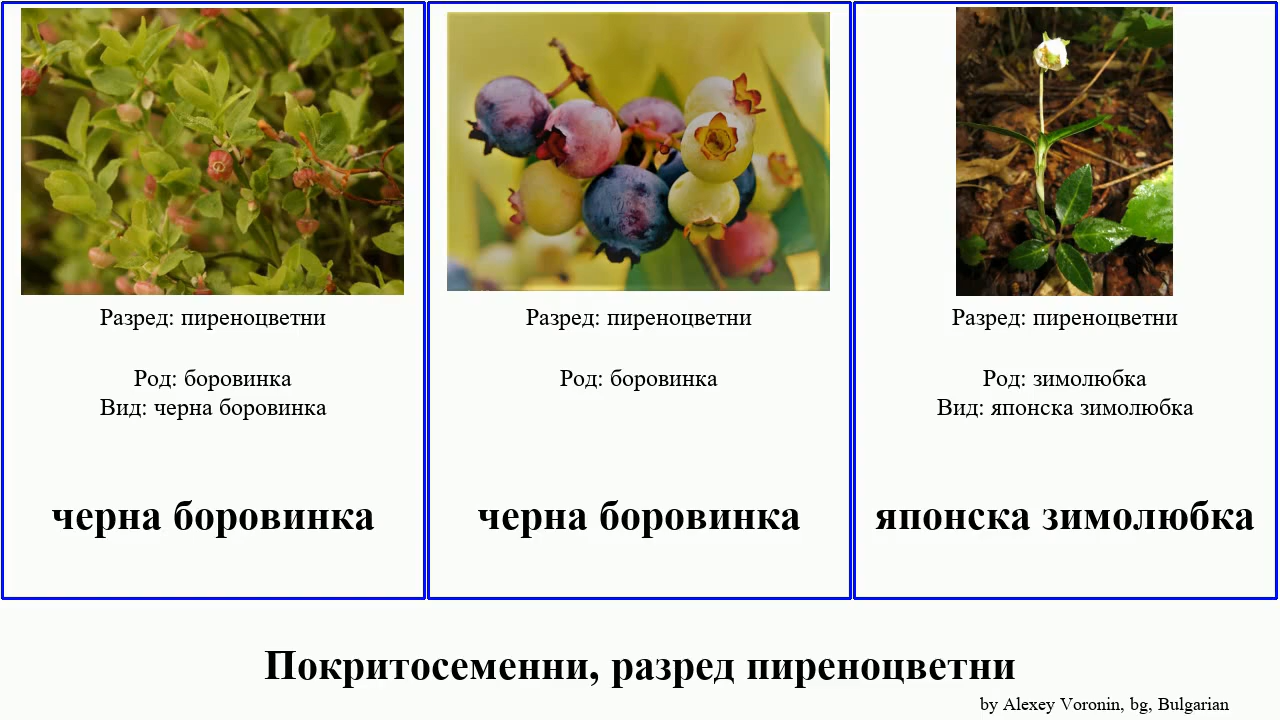 Разред: пиреноцветни
Род: боровинка
Вид: черна боровинка
черна боровинка
Разред: пиреноцветни
Род: боровинка
черна боровинка
Разред: пиреноцветни
Род: зимолюбка
Вид: японска зимолюбка
японска зимолюбка
Покритосеменни, разред пиреноцветни
by Alexey Voronin, bg, Bulgarian